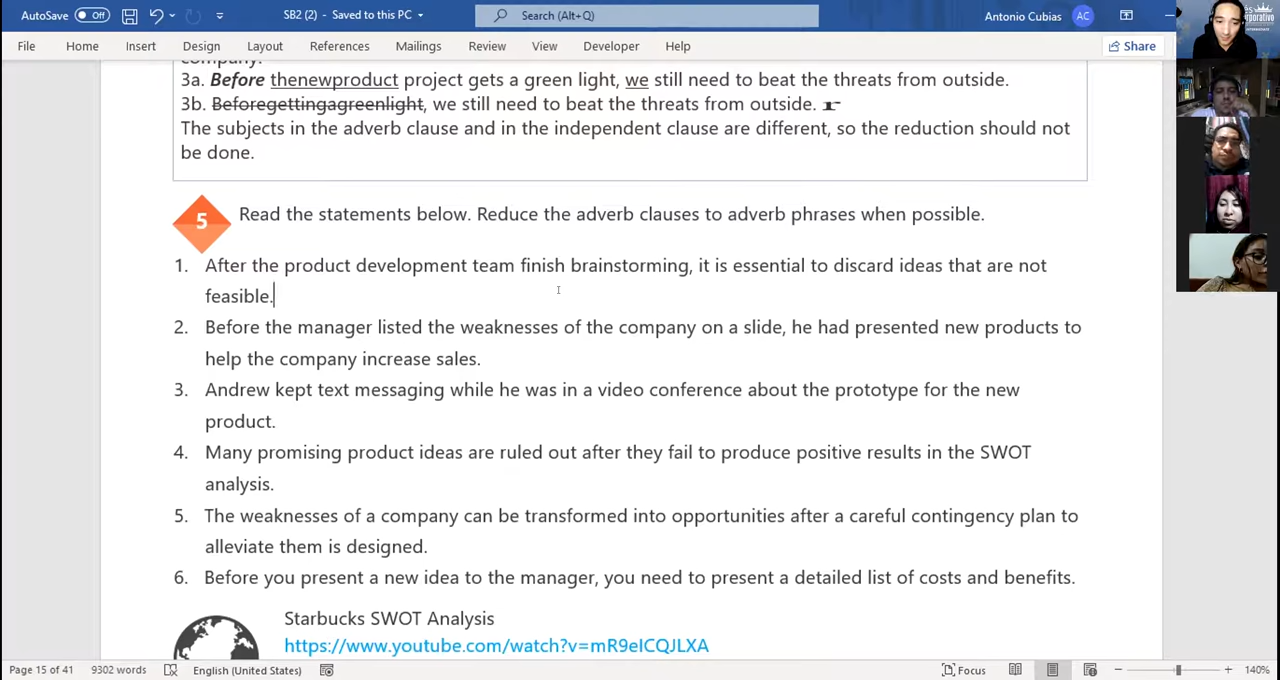 AutoSave Off SB2 (2) - Saved to this PC Search (Alt+Q) Antonio Cubias AC
File Home Insert Design Layout References Mailings Review View Developer Help Share
company.
3a. Before thenewproduct project gets a green light, we still need to beat the threats from outside.
3b. Beforegettingagreenlight, we still need to beat the threats from outside.
The subjects in the adverb clause and in the independent clause are different, so the reduction should not
be done.
5 Read the statements below. Reduce the adverb clauses to adverb phrases when possible.
1. After the product development team finish brainstorming, it is essential to discard ideas that are not
feasible.
2. Before the manager listed the weaknesses of the company on a slide, he had presented new products to
help the company increase sales.
3. Andrew kept text messaging while he was in a video conference about the prototype for the new
product.
4. Many promising product ideas are ruled out after they fail to produce positive results in the SWOT
analysis.
5. The weaknesses of a company can be transformed into opportunities after a careful contingency plan to
alleviate them is designed.
6. Before you present a new idea to the manager, you need to present a detailed list of costs and benefits.
Starbucks SWOT Analysis
https://www.youtube.com/watch?v=mR9eICQJLXA
Page 15 of 41 9302 words English (United States) Focus 140%